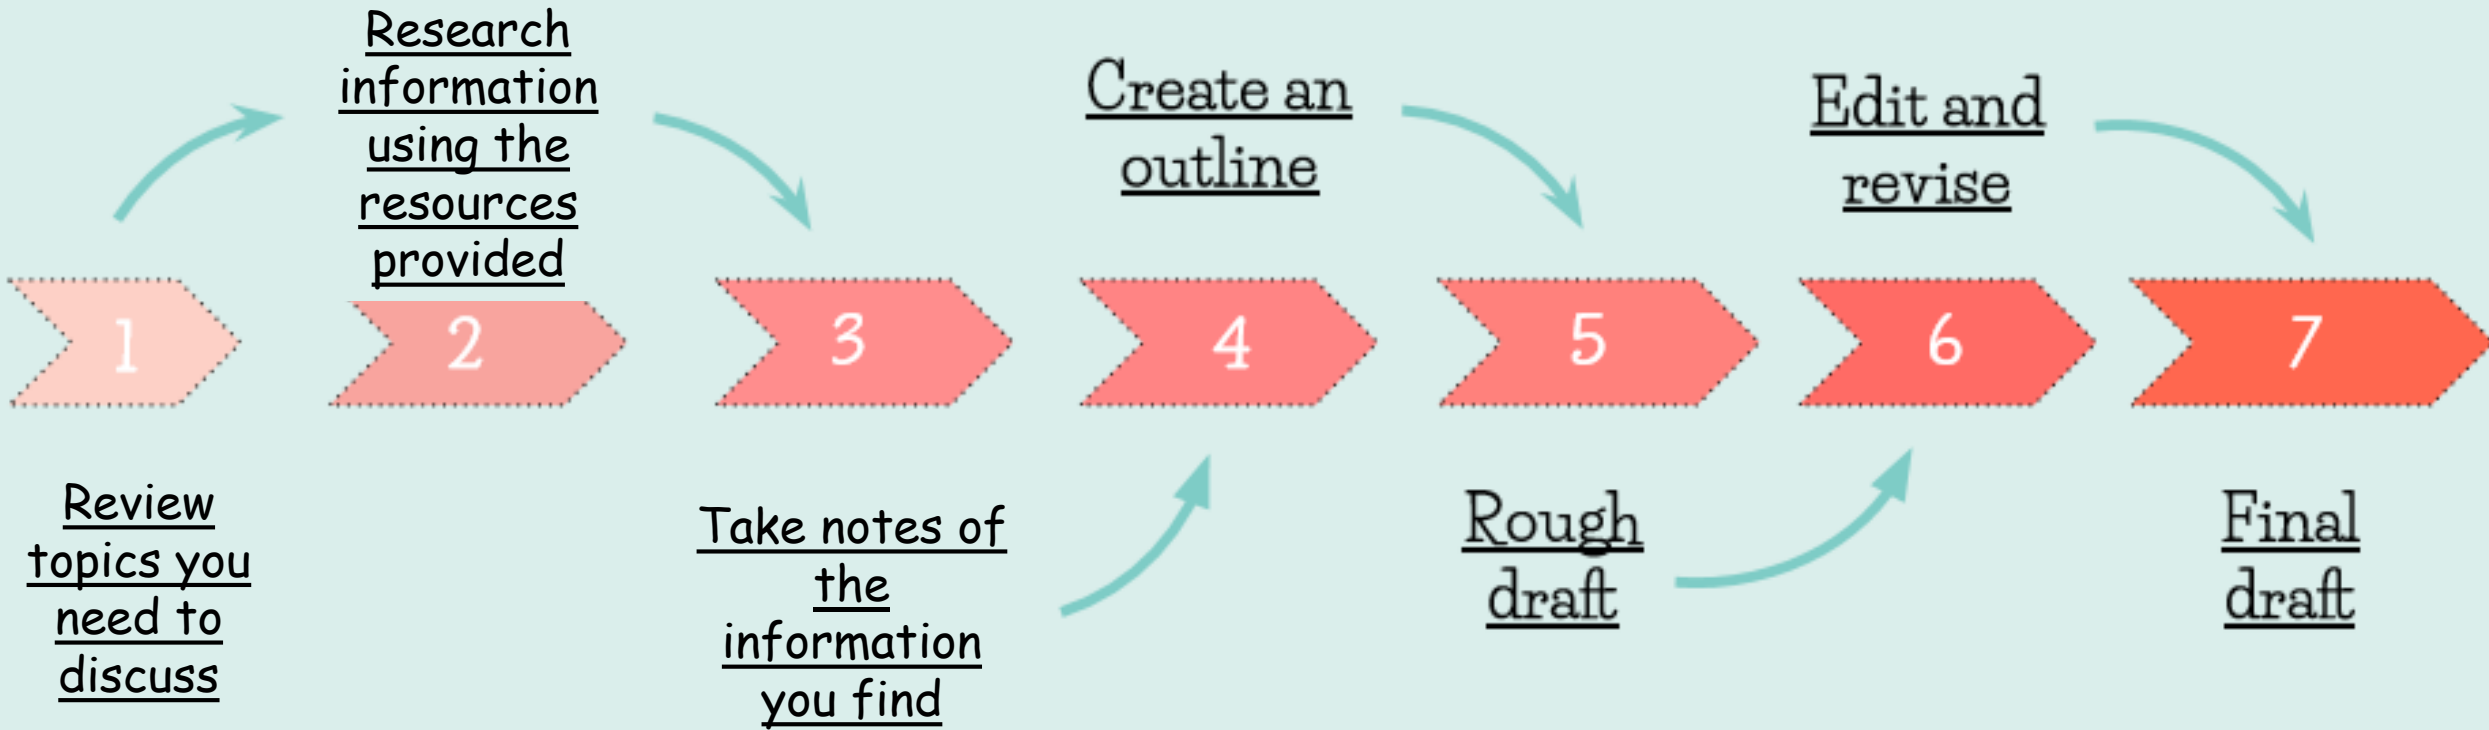 Research
information
using the
resources
provided
Create an
outline
Edit and
revise
1
2
3
4
5
6
7
Review
topics you
need to
discuss
Take notes of
the
information
you find
Rough
draft
Final
draft